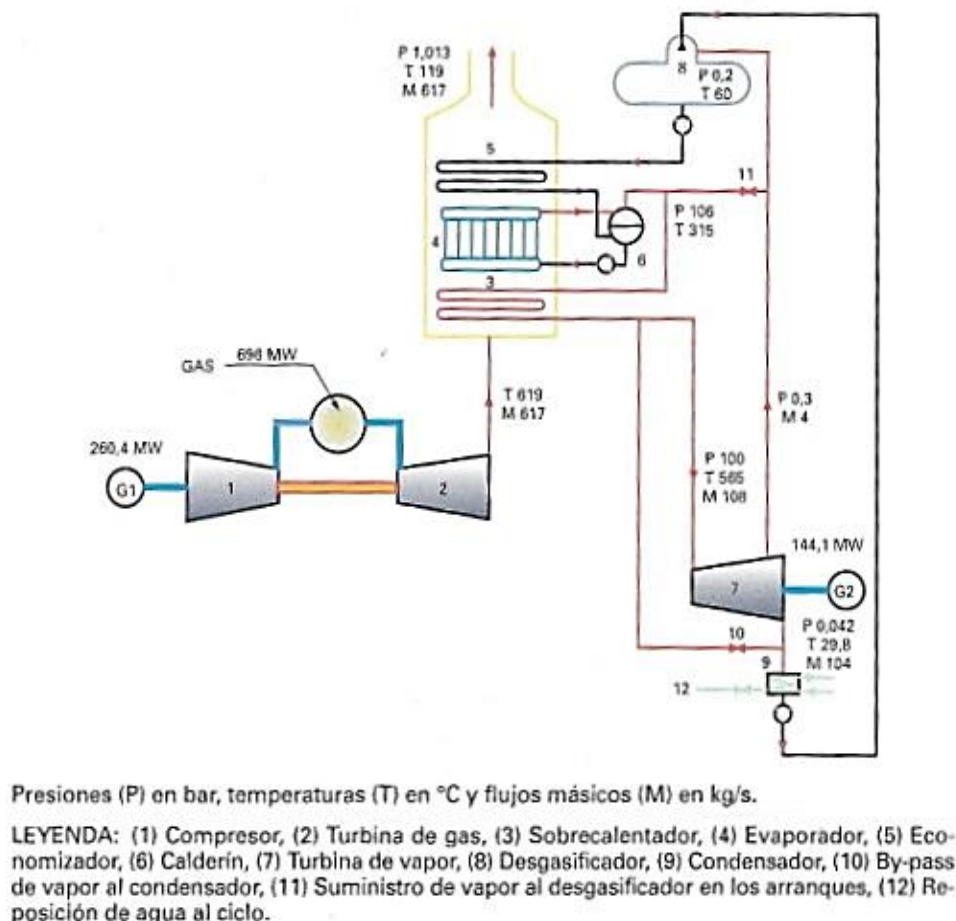 P 1,013
T 119
M 617
8
P 0,2
T 60
5
11
P 106
T 315
4
6
3
GAS
696 MW
T 619
M 617
P 0,3
M 4
260,4 MW
G1
1
2
P 100
T 565
M 108
144,1 MW
7
G2
P 0,042
T 29,8
M 104
10
9
12
Presiones (P) en bar, temperaturas (T) en °C y flujos másicos (M) en kg/s.
LEYENDA: (1) Compresor, (2) Turbina de gas, (3) Sobrecalentador, (4) Evaporador, (5) Eco-
nomizador, (6) Calderín, (7) Turbina de vapor, (8) Desgasificador, (9) Condensador, (10) By-pass
de vapor al condensador, (11) Suministro de vapor al desgasificador en los arranques, (12) Re-
posición de agua al ciclo.